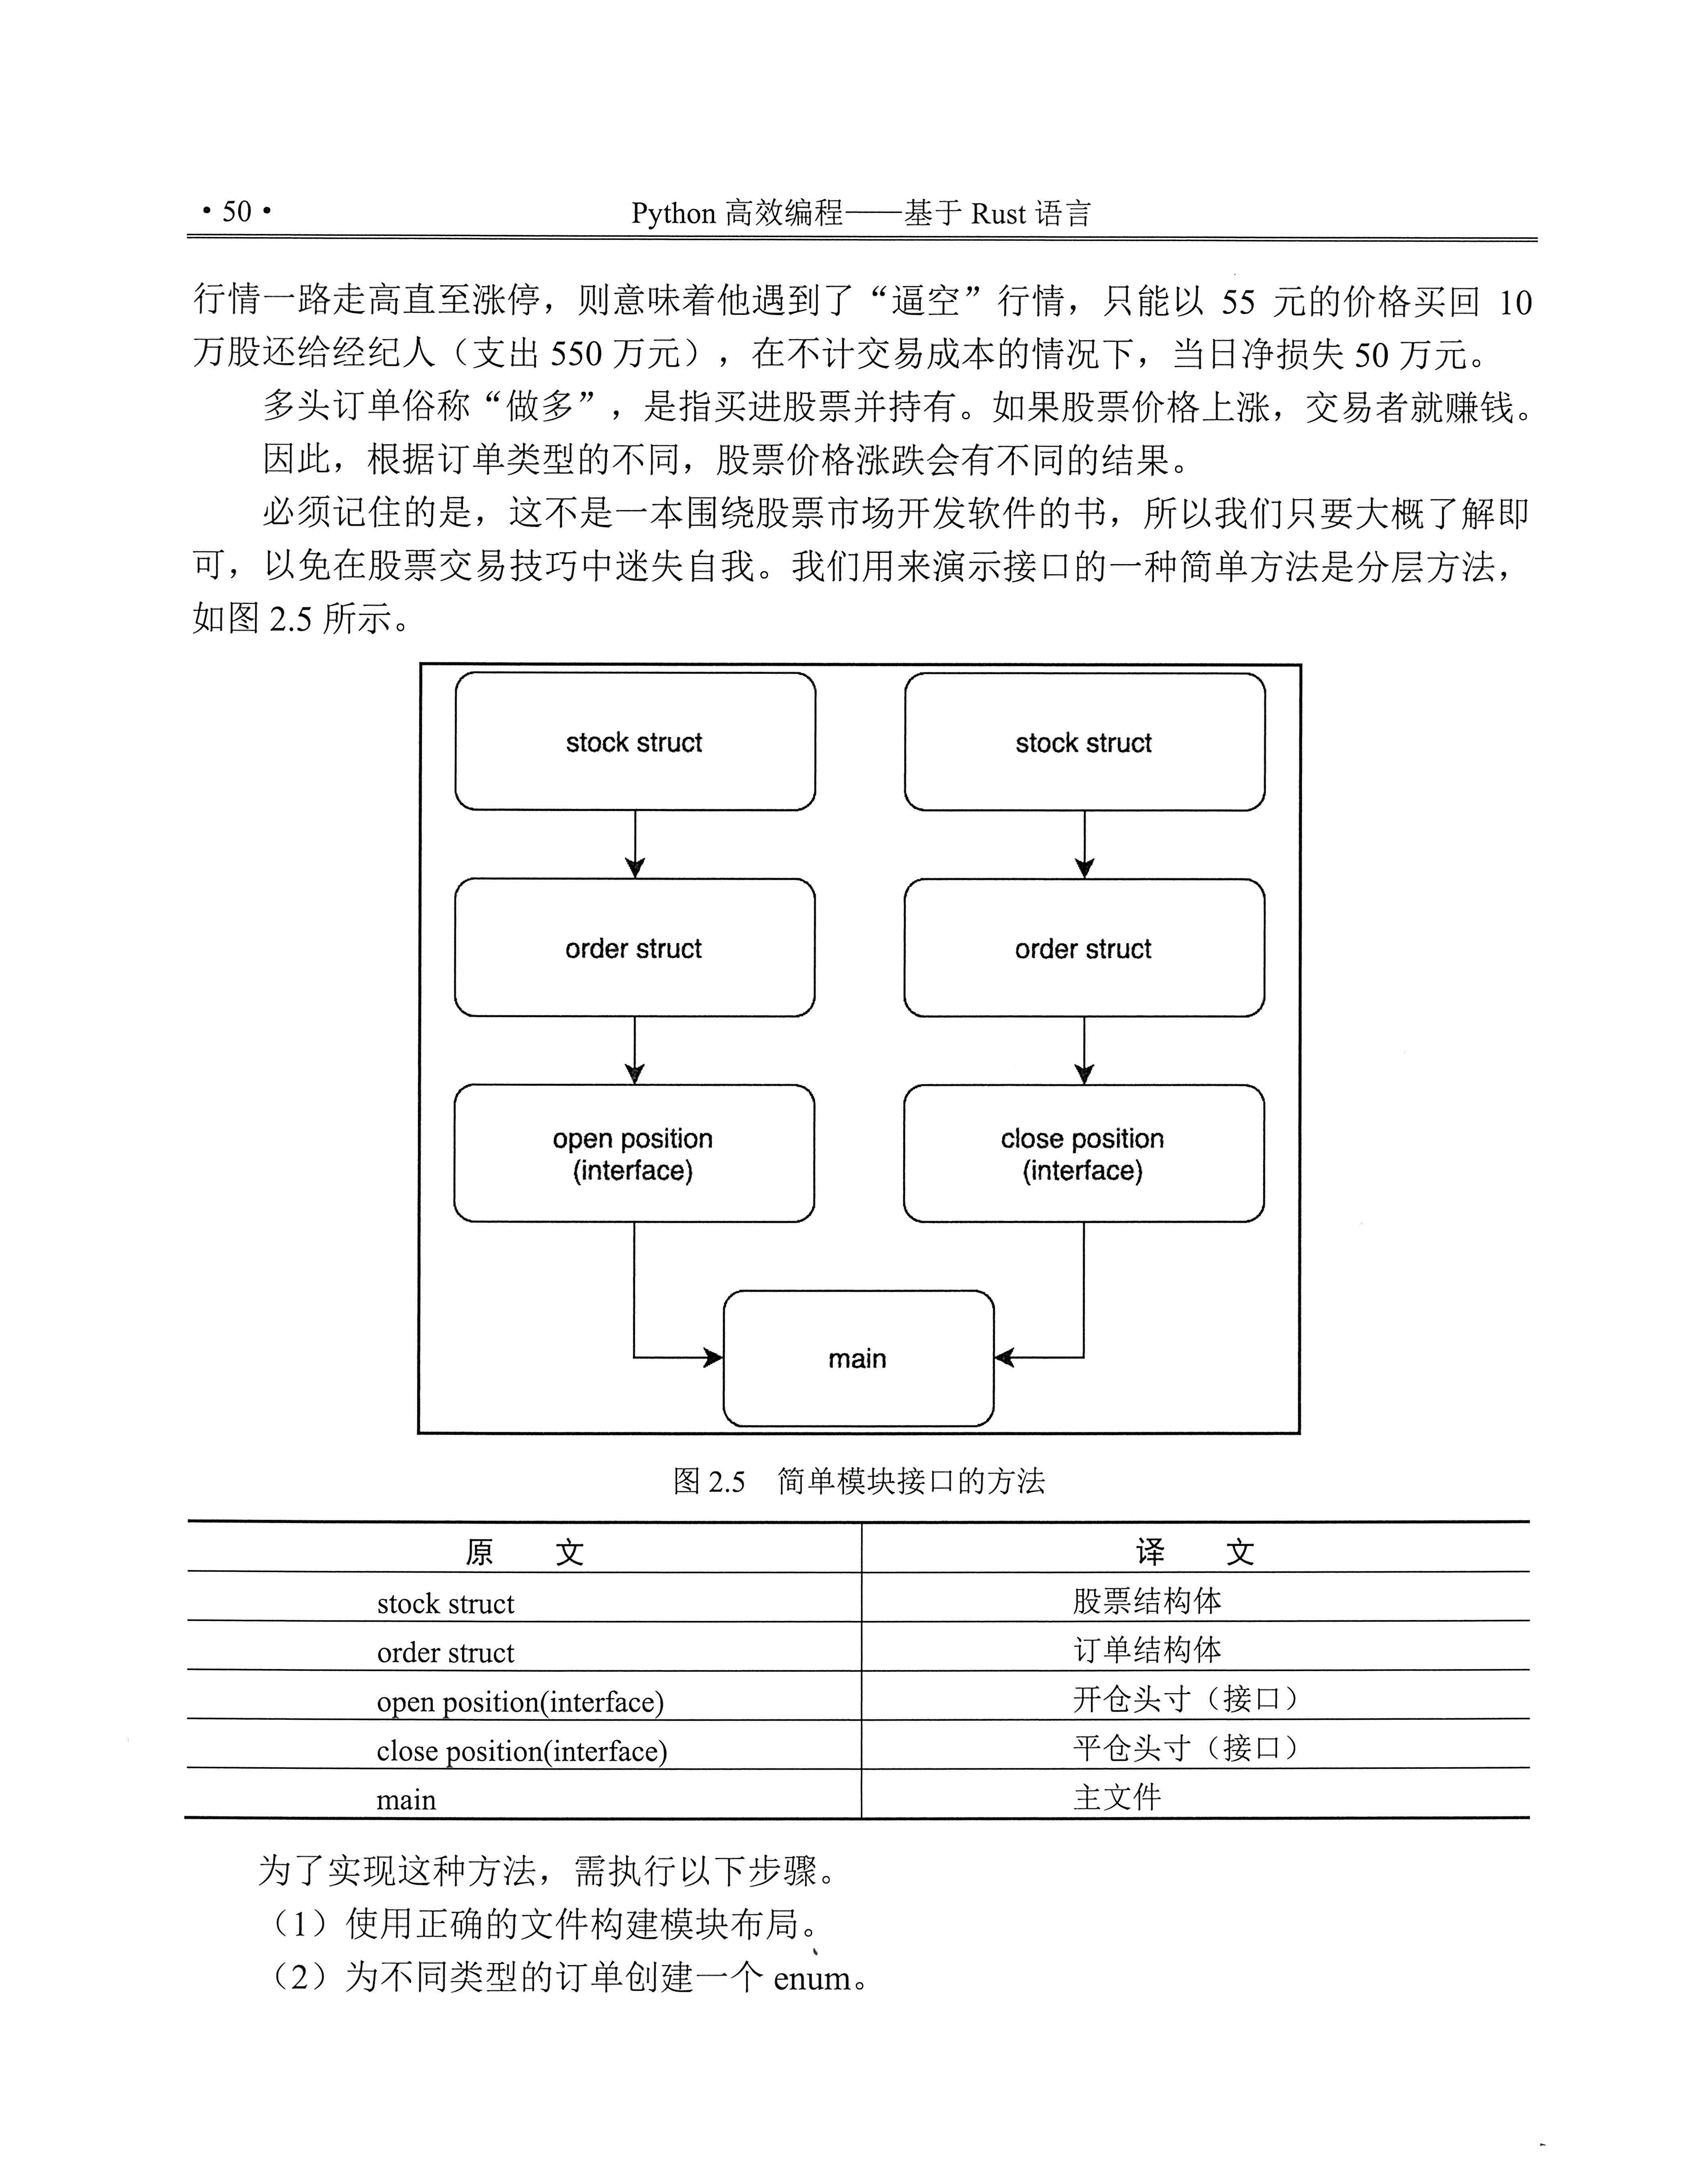 • 50 •
Python 高效编程——基于 Rust 语言
行情一路走高直至涨停，则意味着他遇到了“逼空”行情，只能以 55 元的价格买回 10
万股还给经纪人（支出 550 万元），在不计交易成本的情况下，当日净损失 50 万元。
多头订单俗称“做多”，是指买进股票并持有。如果股票价格上涨，交易者就赚钱。
因此，根据订单类型的不同，股票价格涨跌会有不同的结果。
必须记住的是，这不是一本围绕股票市场开发软件的书，所以我们只要大概了解即
可，以免在股票交易技巧中迷失自我。我们用来演示接口的一种简单方法是分层方法，
如图 2.5 所示。
stock struct
stock struct
order struct
order struct
open position
(interface)
close position
(interface)
main
图 2.5 简单模块接口的方法
原 文 译 文
stock struct 股票结构体
order struct 订单结构体
open position(interface) 开仓头寸（接口）
close position(interface) 平仓头寸（接口）
main 主文件
为了实现这种方法，需执行以下步骤。
（1）使用正确的文件构建模块布局。
（2）为不同类型的订单创建一个 enum。